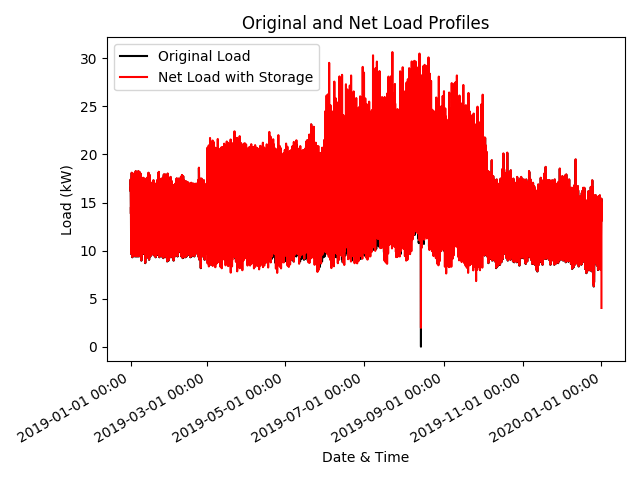 Original and Net Load Profiles
Original Load
Net Load with Storage
Load (kW)
30
25
20
15
10
5
0
2019-01-01 00:00
2019-03-01 00:00
2019-05-01 00:00
2019-07-01 00:00
2019-09-01 00:00
2019-11-01 00:00
2020-01-01 00:00
Date & Time